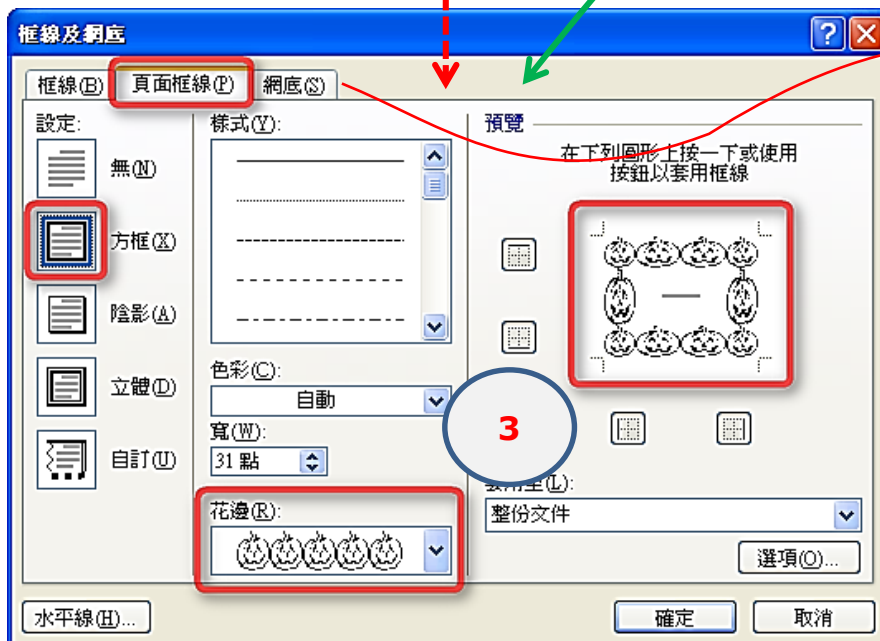 框線及網底
框線(B) 頁面框線(P) 網底(S)
設定:
無(N)
方框(X)
陰影(A)
立體(D)
自訂(U)
樣式(Y):
色彩(C):
自動
寬(W):
31 點
花邊(R):
預覽
在下列圖形上按一下或使用
按鈕以套用框線
3
(L):
整份文件
選項(O)...
水平線(H)...
確定
取消